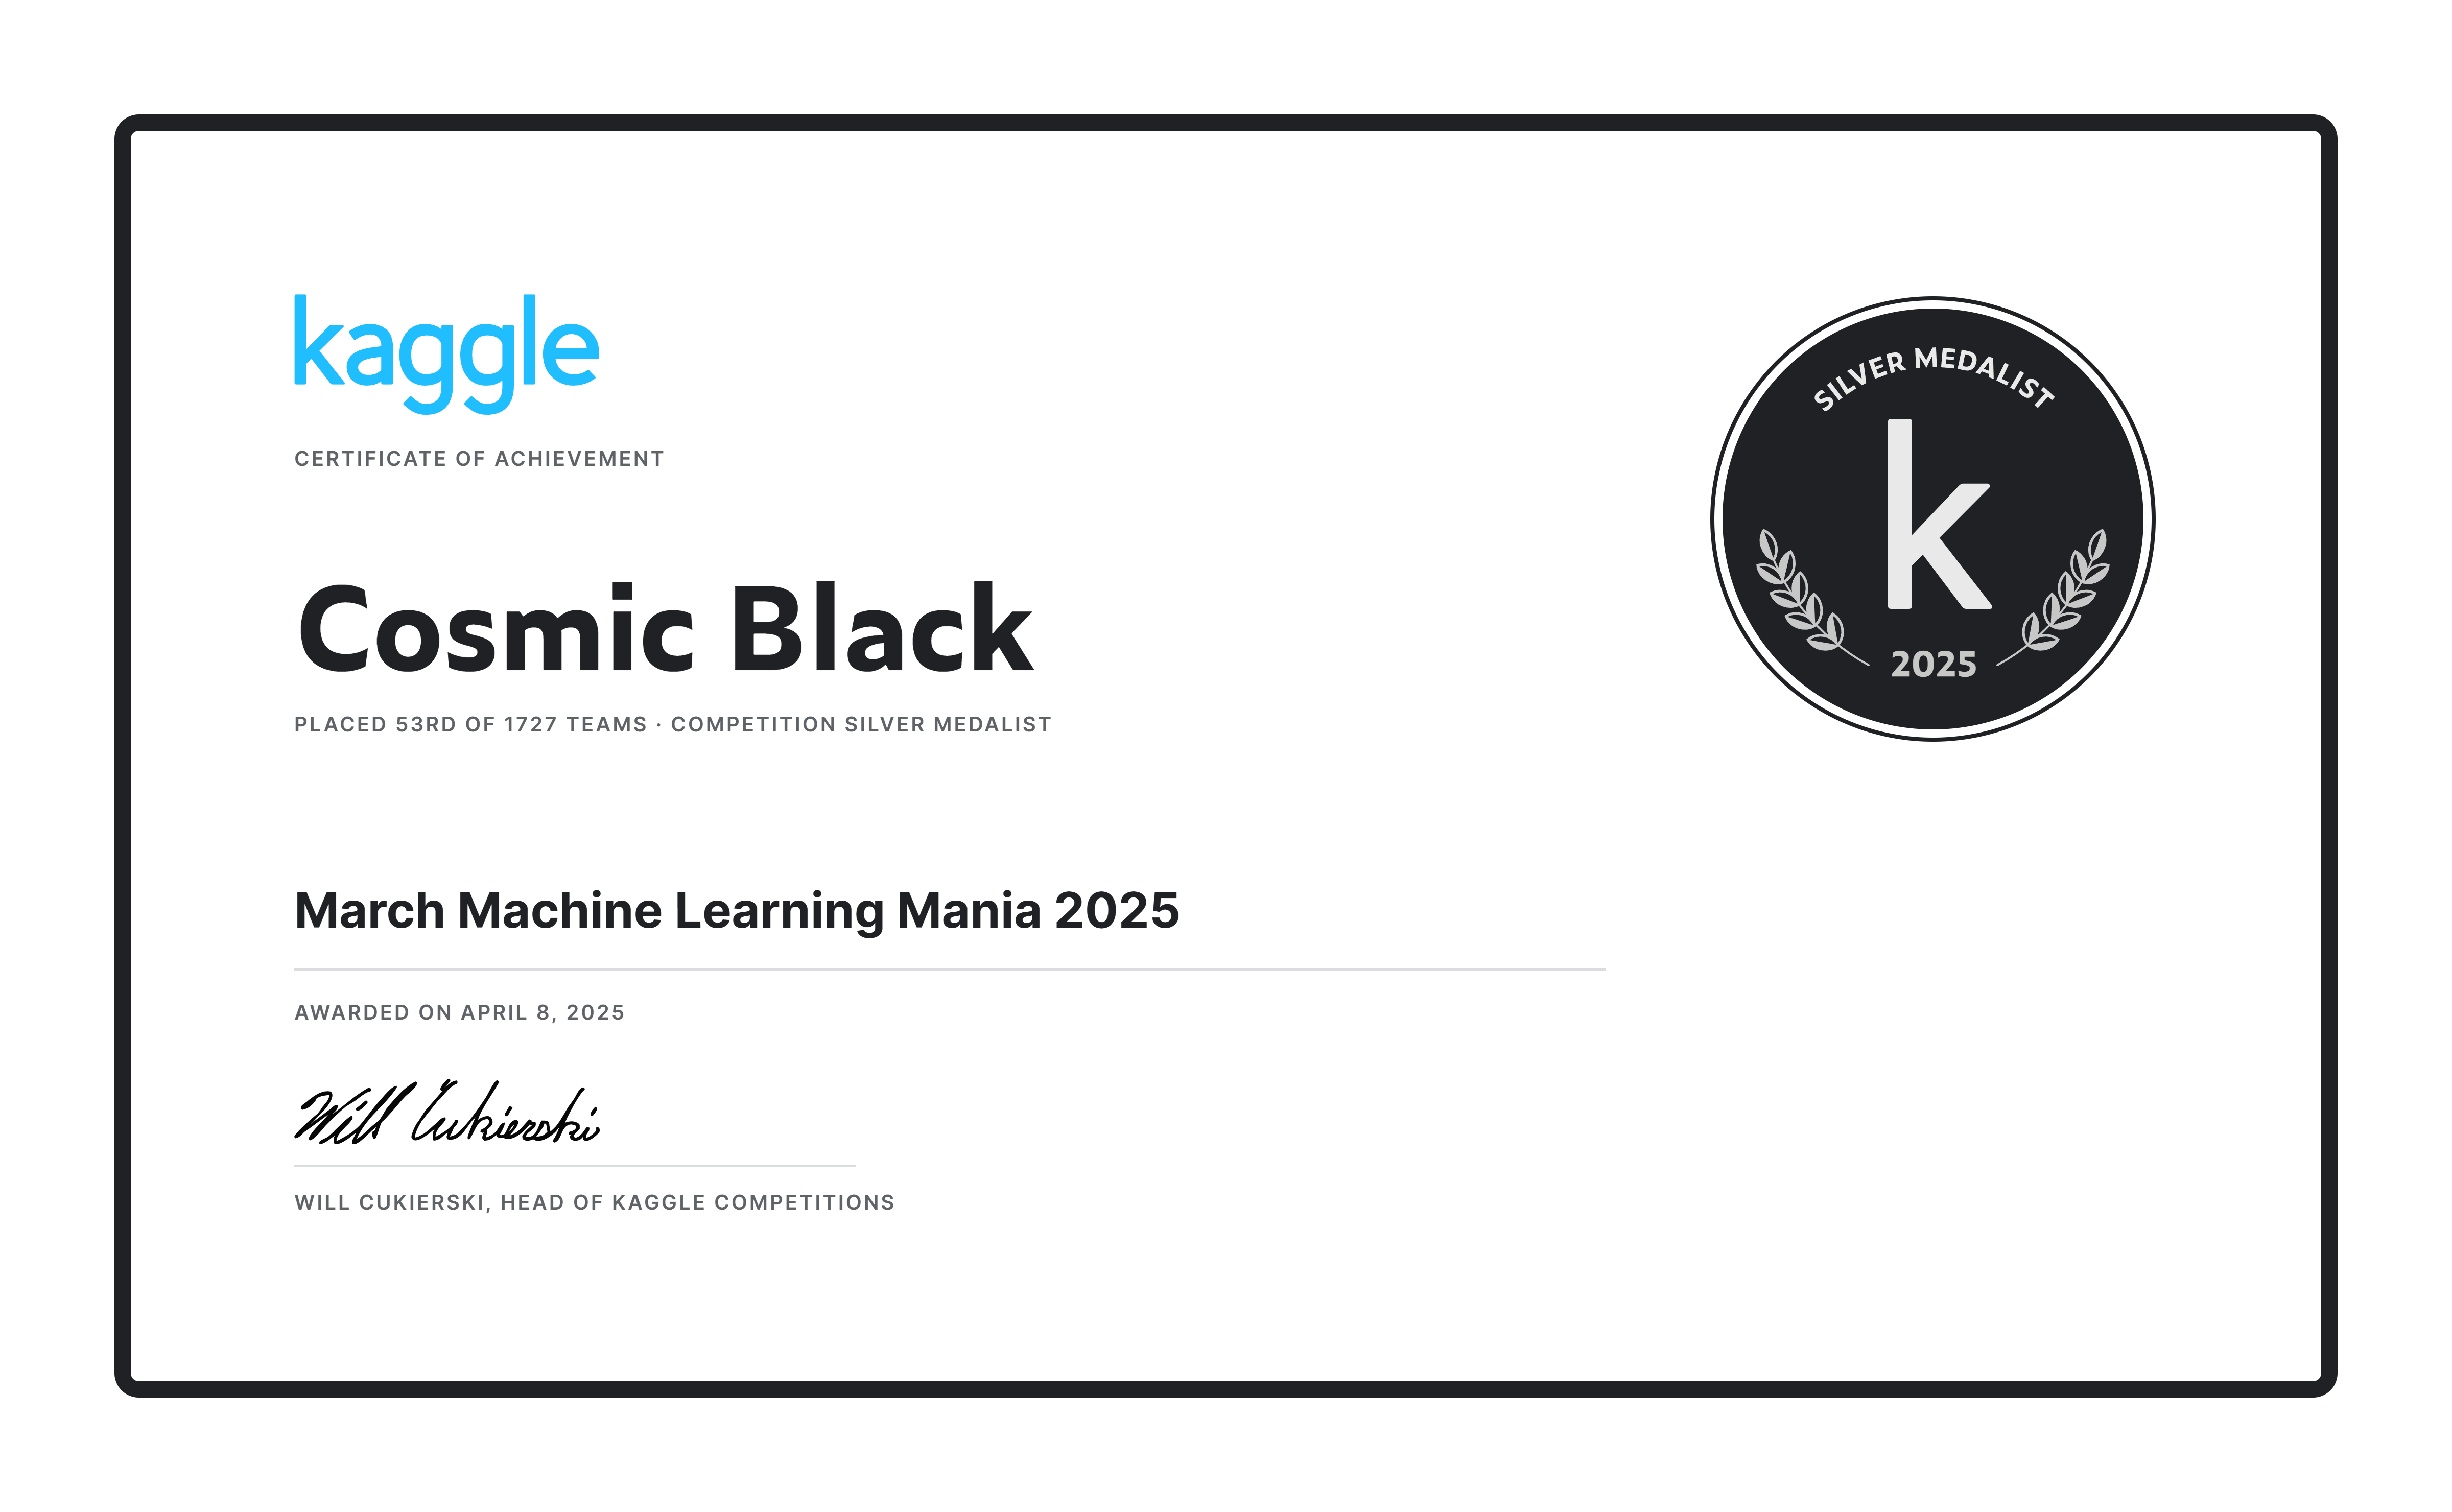 kaggle
CERTIFICATE OF ACHIEVEMENT
Cosmic Black
PLACED 53RD OF 1727 TEAMS · COMPETITION SILVER MEDALIST
SILVER MEDALIST
k
2025
March Machine Learning Mania 2025
AWARDED ON APRIL 8, 2025
Will Cukierski
WILL CUKIERSKI, HEAD OF KAGGLE COMPETITIONS